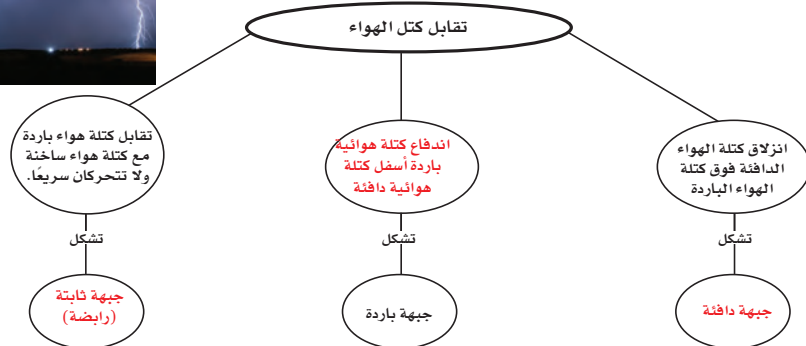 تقابل كتل الهواء
انزلاق كتلة الهواء
الدافئة فوق كتلة
الهواء الباردة
تشكل
جبهة دافئة
اندفاع كتلة هوائية
باردة أسفل كتلة
هوائية دافئة
تشكل
جبهة باردة
تقابل كتلة هواء باردة
مع كتلة هواء ساخنة
ولا تتحركان سريعًا.
تشكل
جبهة ثابتة
(رابضة)